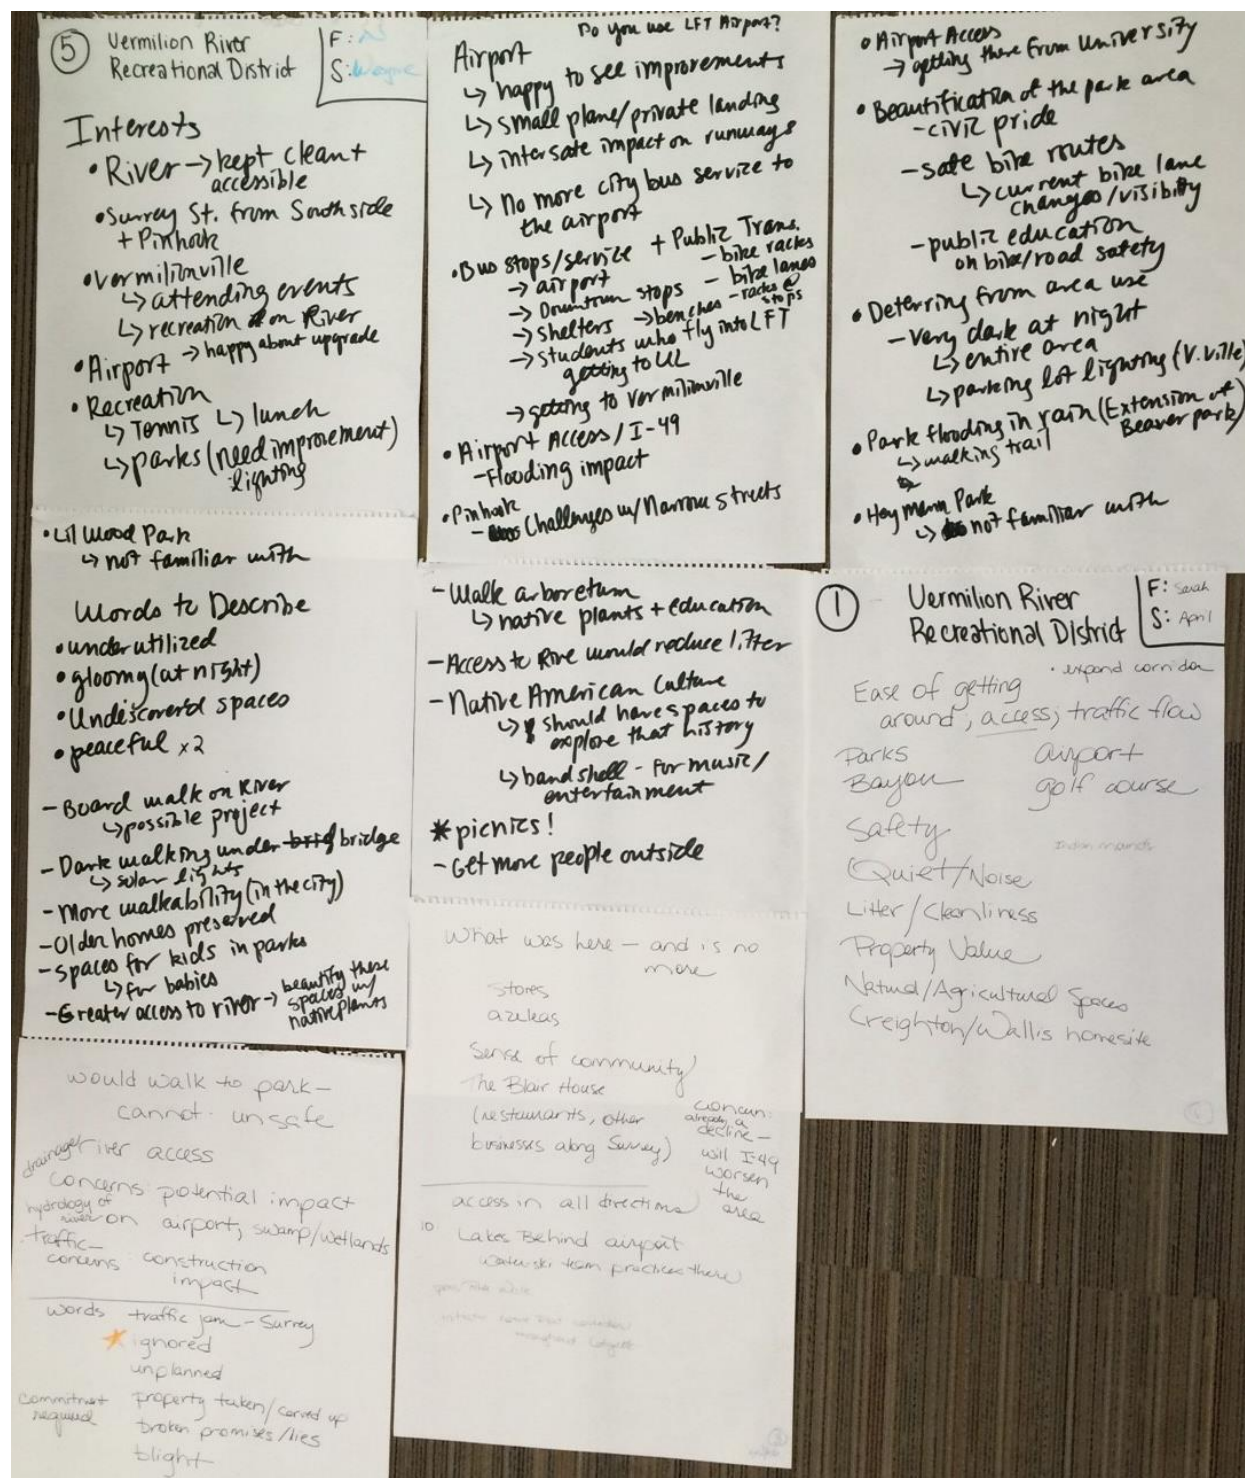 5 Vermilion River
Recreational District
F:
S: Wayne
Interests
• River → kept clean +
accessible
• Surrey St. from Southside
+ Pinhook
• Vermilionville
↳ attending events
↳ recreation on River
• Airport → happy about upgrade
• Recreation
↳ Tennis ↳ lunch
↳ parks (need improvement)
lighting
Do you use LFT Airport?
Airport
↳ happy to see improvements
↳ small plane/private landing
↳ intersate impact on runways
↳ No more city bus service to
the airport
• Bus stops/service + Public Trans.
→ airport - bike racks
→ Downtown stops - bike lanes
→ shelters → benches - racks @ stops
→ students who fly into LFT
getting to UL
→ getting to Vermilionville
• Airport Access / I-49
- Flooding impact
• Pinhook
- Challenges w/ Narrow streets
• Airport Access
→ getting there from University
• Beautification of the park area
- civic pride
- safe bike routes
↳ current bike lane
changes/visibility
- public education
on bike/road safety
• Deterring from area use
- Very dark at night
↳ entire area
↳ parking lot lighting (V.ville)
• Park flooding in rain (Extension of
Beaver park)
↳ walking trail
• Heymann Park
↳ not familiar with
• Lil Wood Park
↳ not familiar with
Words to Describe
• underutilized
• gloomy (at night)
• Undiscovered spaces
• peaceful x2
- Board walk on River
↳ possible project
- Dark walking under bridge
↳ solar lights
- More walkability (in the city)
- Older homes preserved
- spaces for kids in parks
↳ for babies
- Greater access to river → beautify these
spaces w/
native plants
- Walk arboretum
↳ native plants + education
- Access to Rive would reduce litter
- Native American Culture
↳ should have spaces to
explore that history
↳ band shell - for music/
entertainment
* picnics!
- Get more people outside
1 Vermilion River
Recreational District
F: Sarah
S: April
• expand corridor
Ease of getting
around, access, traffic flow
Parks airport
Bayou golf course
Safety
Indian mounds
Quiet/Noise
Litter/Cleanliness
Property Value
Natural/Agricultural Spaces
Creighton/Wallis homesite
would walk to park -
cannot. unsafe
drainage river access
concerns potential impact
hydrology of river on airport, swamp/wetlands
traffic -
concerns construction
impact
words traffic jam - Surrey
ignored
unplanned
commitment required
property taken/carved up
broken promises/lies
blight
What was here - and is no
more
stores
azaleas
Sense of community
The Blair House
(restaurants, other
businesses along Surrey)
concern:
already a
decline -
will I-49
worsen
the
area
access in all directions
10 Lakes Behind airport
water ski team practices there